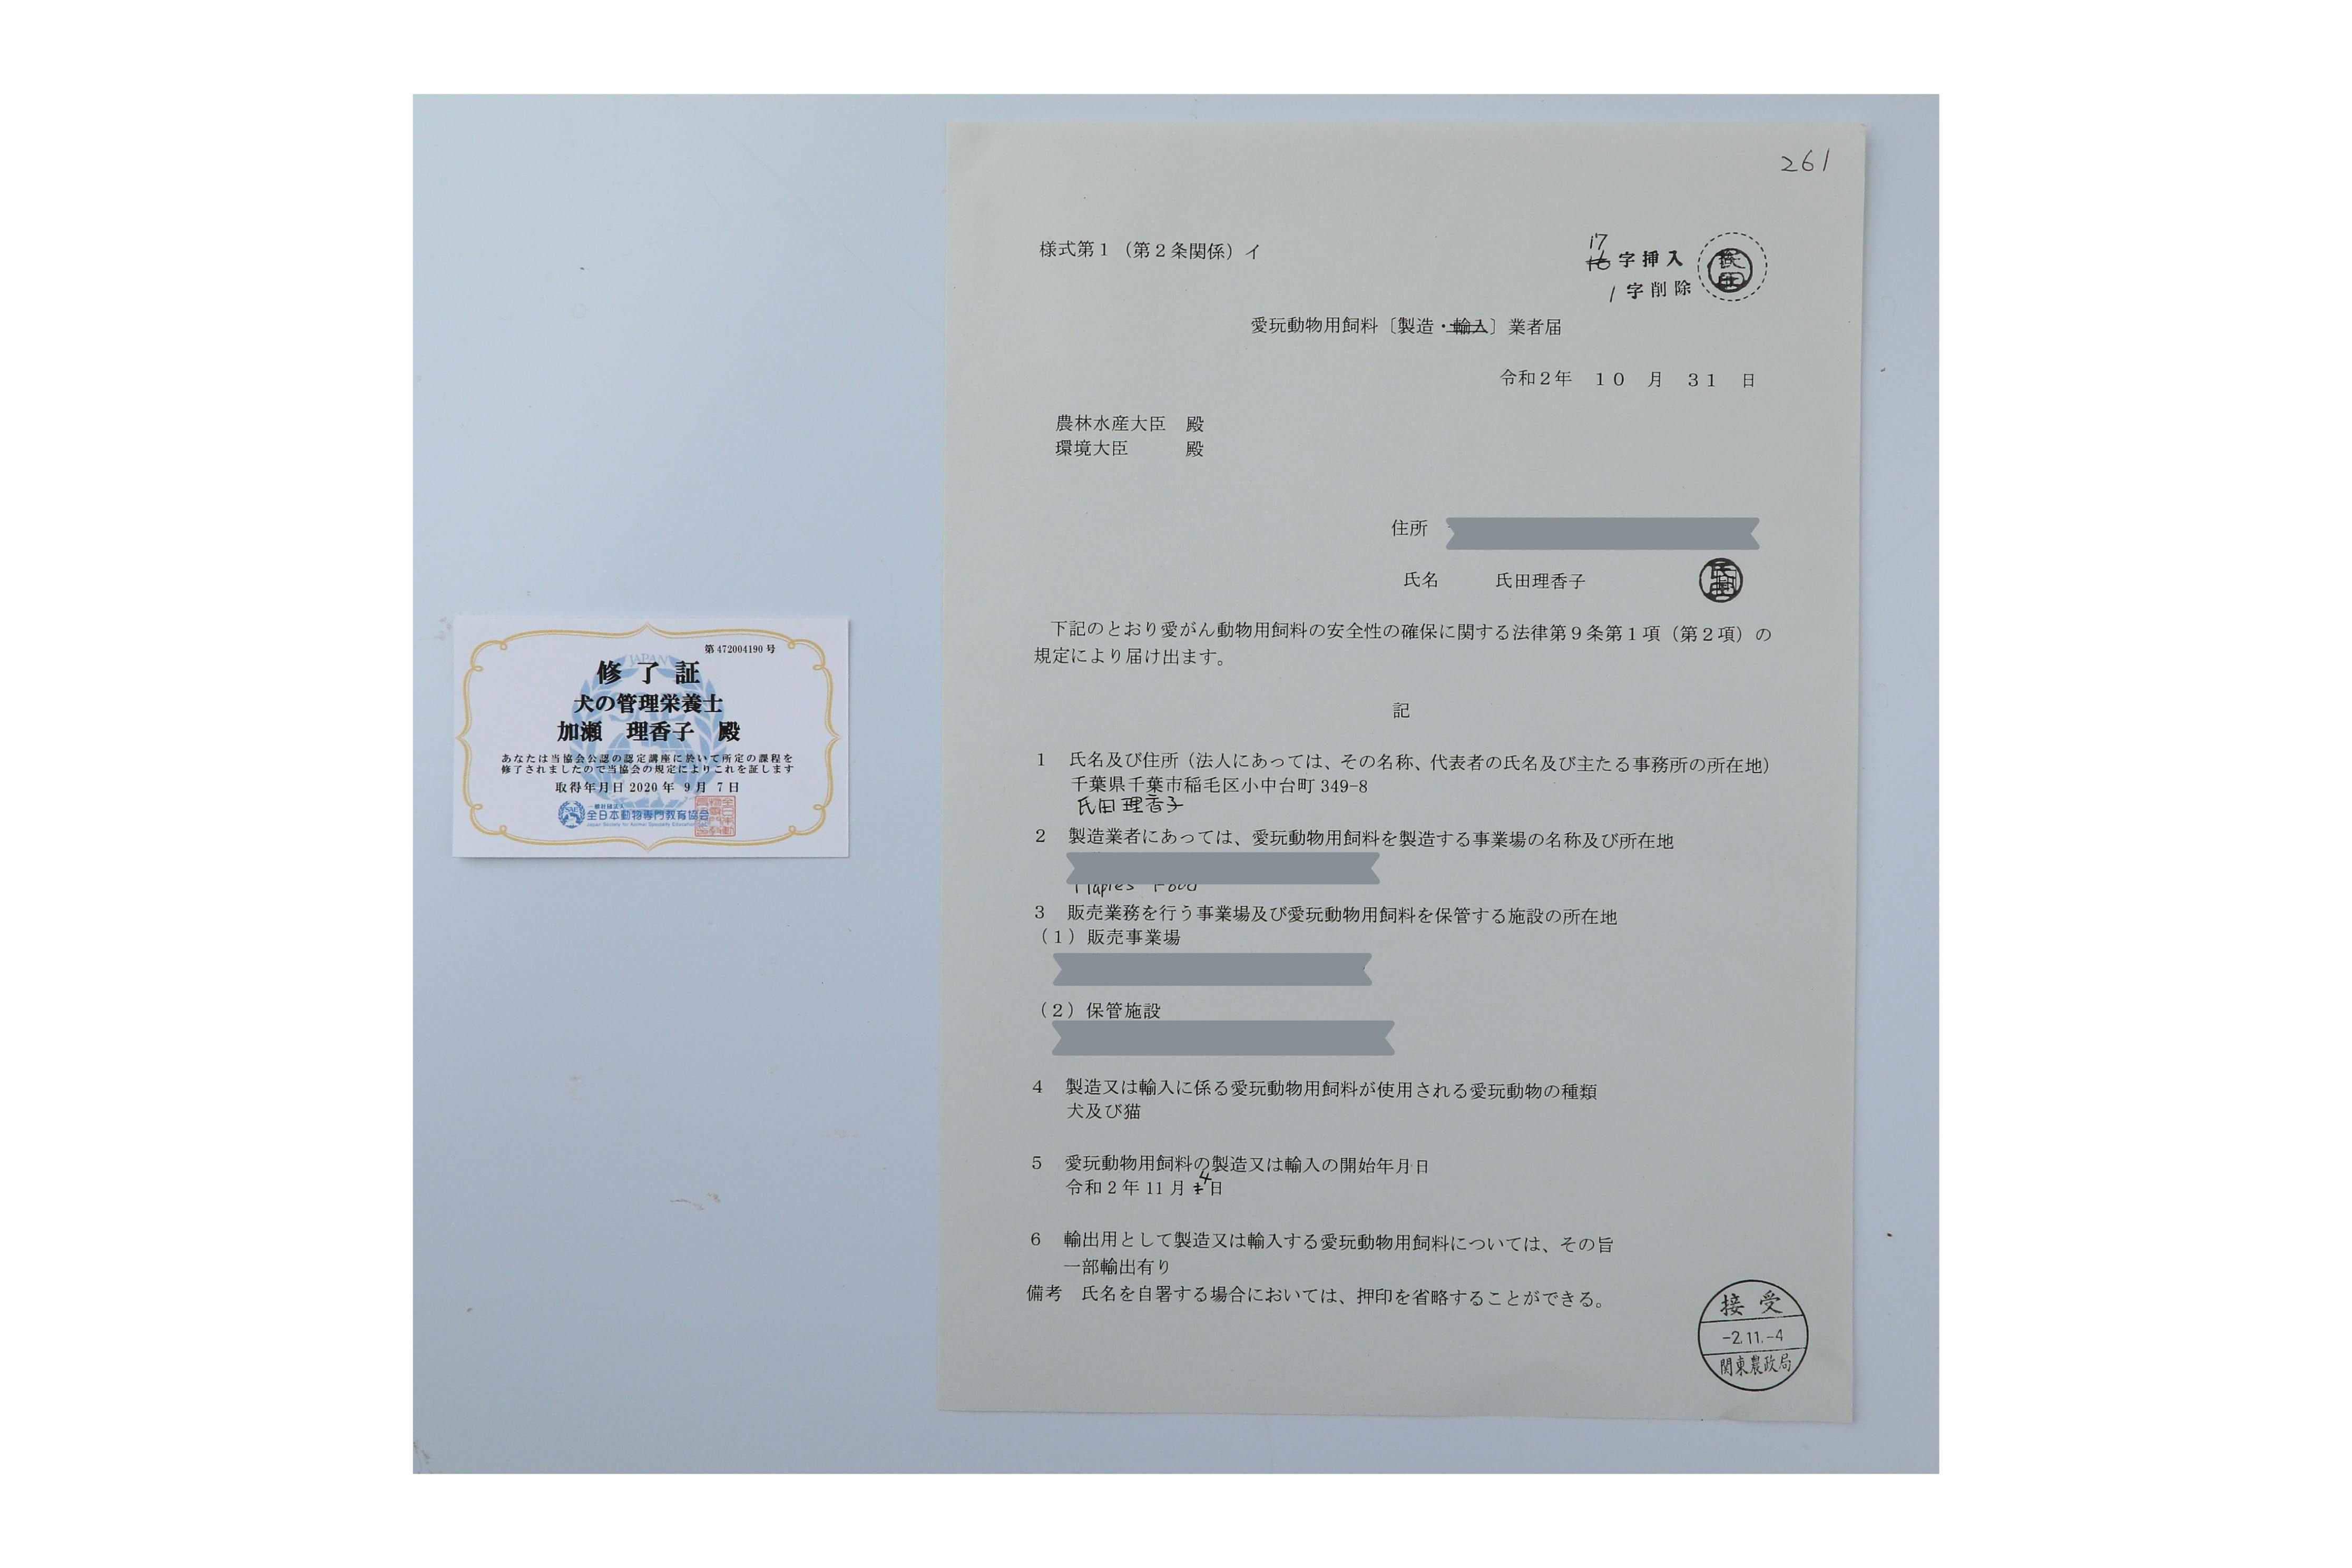 第472004190号
修了証
犬の管理栄養士
加瀬 理香子 殿
あなたは当協会公認の認定講座に於いて所定の課程を
修了されましたので当協会の規定によりこれを証します
取得年月日 2020 年 9 月 7 日
一般社団法人
全日本動物専門教育協会
Japan Society for Animal Specialty Education
JAPAN
261
様式第1（第2条関係）イ
17
16 字挿入
1 字削除
愛玩動物用飼料〔製造・輸入〕業者届
令和2年 10 月 31 日
農林水産大臣 殿
環境大臣 殿
住所
氏名 氏田理香子
下記のとおり愛がん動物用飼料の安全性の確保に関する法律第9条第1項（第2項）の
規定により届け出ます。
記
1 氏名及び住所（法人にあっては、その名称、代表者の氏名及び主たる事務所の所在地）
千葉県千葉市稲毛区小中台町 349-8
氏田 理香子
2 製造業者にあっては、愛玩動物用飼料を製造する事業場の名称及び所在地
Maples Food
3 販売業務を行う事業場及び愛玩動物用飼料を保管する施設の所在地
（1）販売事業場
（2）保管施設
4 製造又は輸入に係る愛玩動物用飼料が使用される愛玩動物の種類
犬及び猫
5 愛玩動物用飼料の製造又は輸入の開始年月日
令和 2 年 11 月 4 日
6 輸出用として製造又は輸入する愛玩動物用飼料については、その旨
一部輸出有り
備考 氏名を自署する場合においては、押印を省略することができる。
接受
-2.11.-4
関東農政局